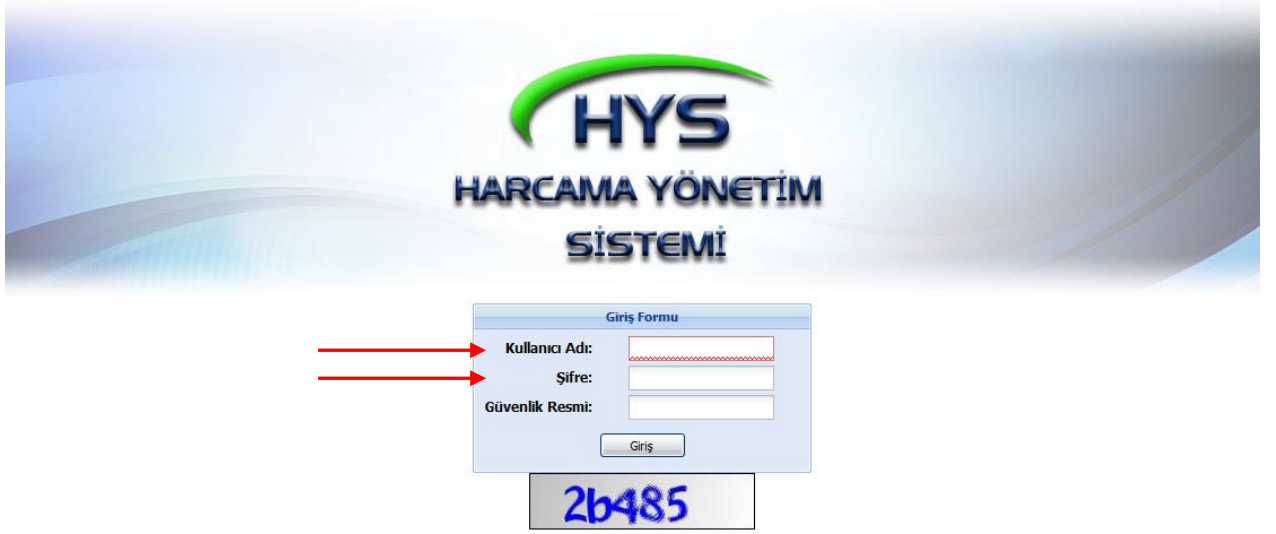 HYS
HARCAMA YÖNETİM
SİSTEMİ
Giriş Formu
Kullanıcı Adı:
Şifre:
Güvenlik Resmi:
Giriş
2b485